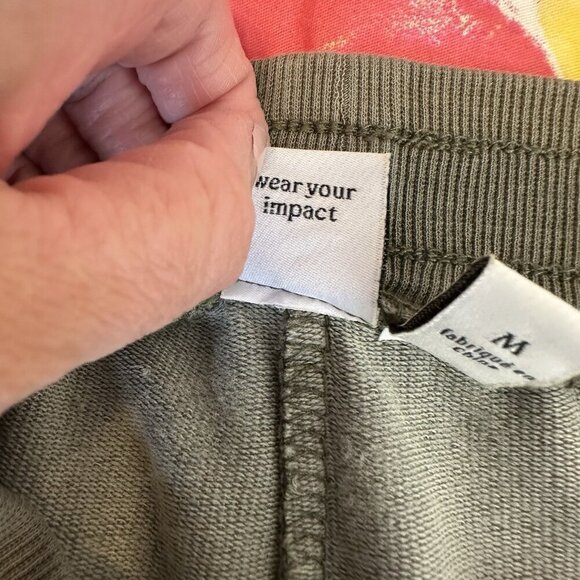 wear your
impact
M
fabriqué en
Chine